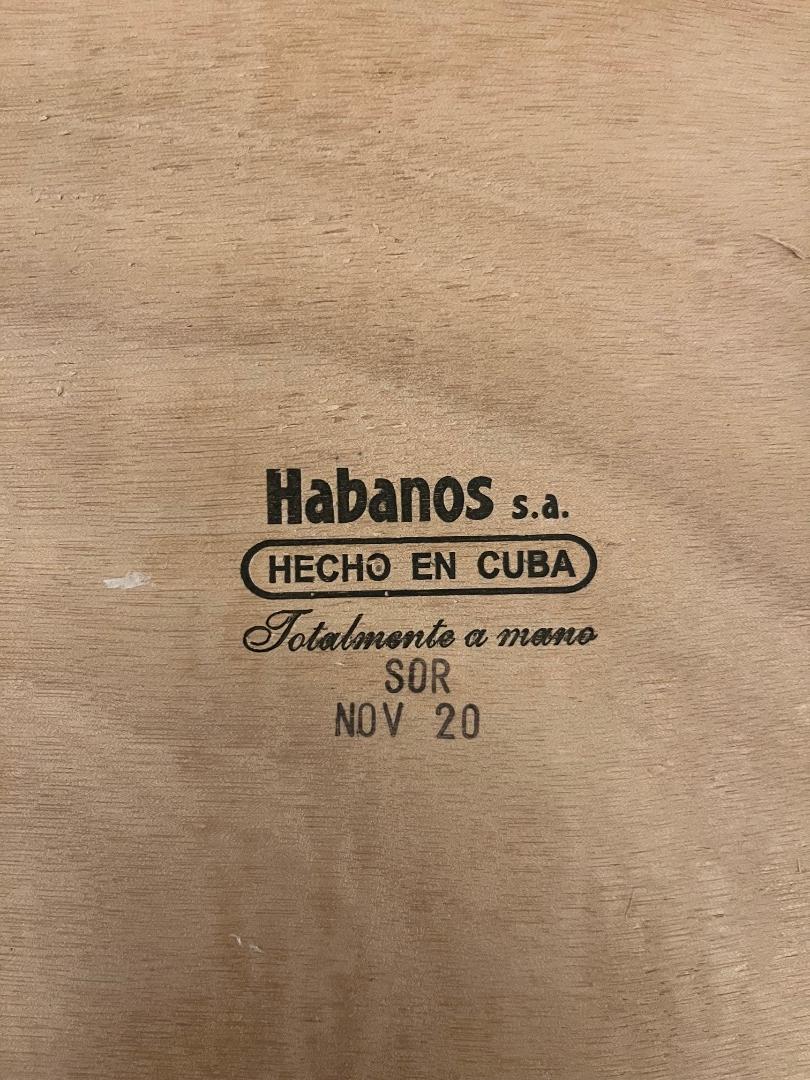 Habanos s.a.
HECHO EN CUBA
Totalmente a mano
SOR
NOV 20